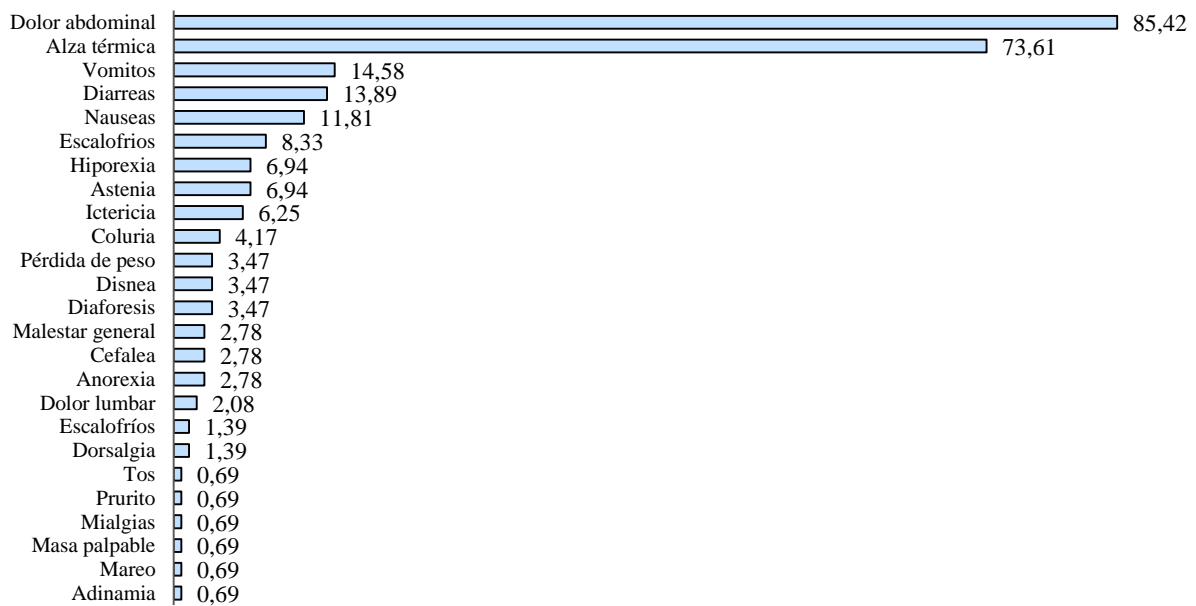 Dolor abdominal 85,42
Alza térmica 73,61
Vomitos 14,58
Diarreas 13,89
Nauseas 11,81
Escalofrios 8,33
Hiporexia 6,94
Astenia 6,94
Ictericia 6,25
Coluria 4,17
Pérdida de peso 3,47
Disnea 3,47
Diaforesis 3,47
Malestar general 2,78
Cefalea 2,78
Anorexia 2,78
Dolor lumbar 2,08
Escalofríos 1,39
Dorsalgia 1,39
Tos 0,69
Prurito 0,69
Mialgias 0,69
Masa palpable 0,69
Mareo 0,69
Adinamia 0,69